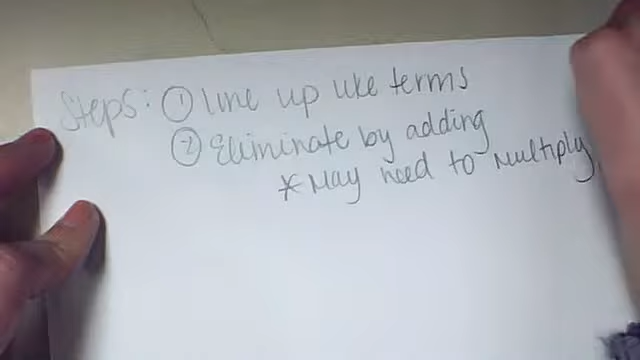 Steps: ① Line up like terms
② Eliminate by adding
* May need to multiply